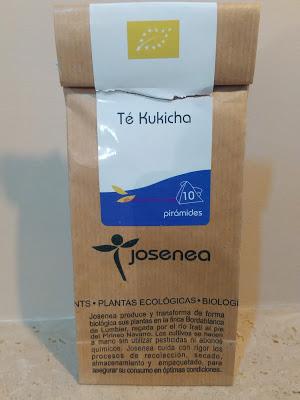 Té Kukicha
10
pirámides
josenea
NTS • PLANTAS ECOLÓGICAS • BIOLOGI
Josenea produce y transforma de forma
biológica sus plantas en la finca Bordablanca
de Lumbier, regada por el río Irati al pie
del Pirineo Navarro. Los cultivos se hacen
a mano sin utilizar pesticidas ni abonos
químicos. Josenea cuida con rigor los
procesos de recolección, secado,
almacenamiento y empaquetado, para
asegurar su consumo en óptimas condiciones.